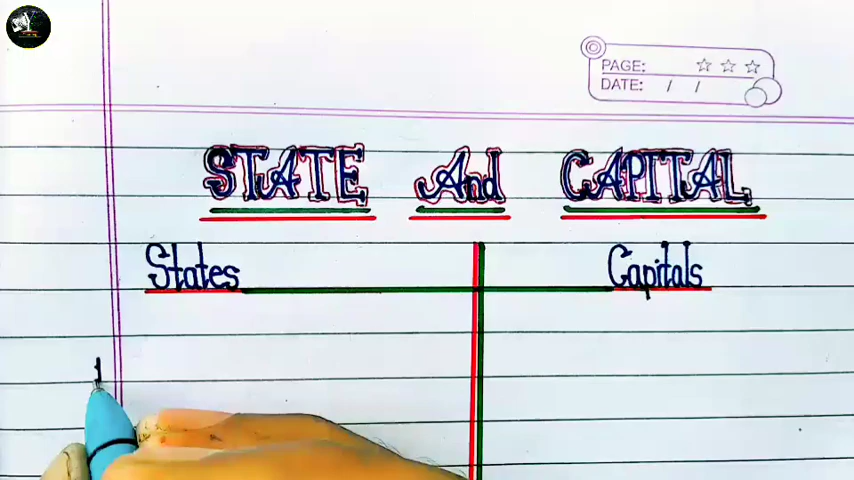 PAGE:
DATE: / /
STATE And CAPITAL
States Capitals
1